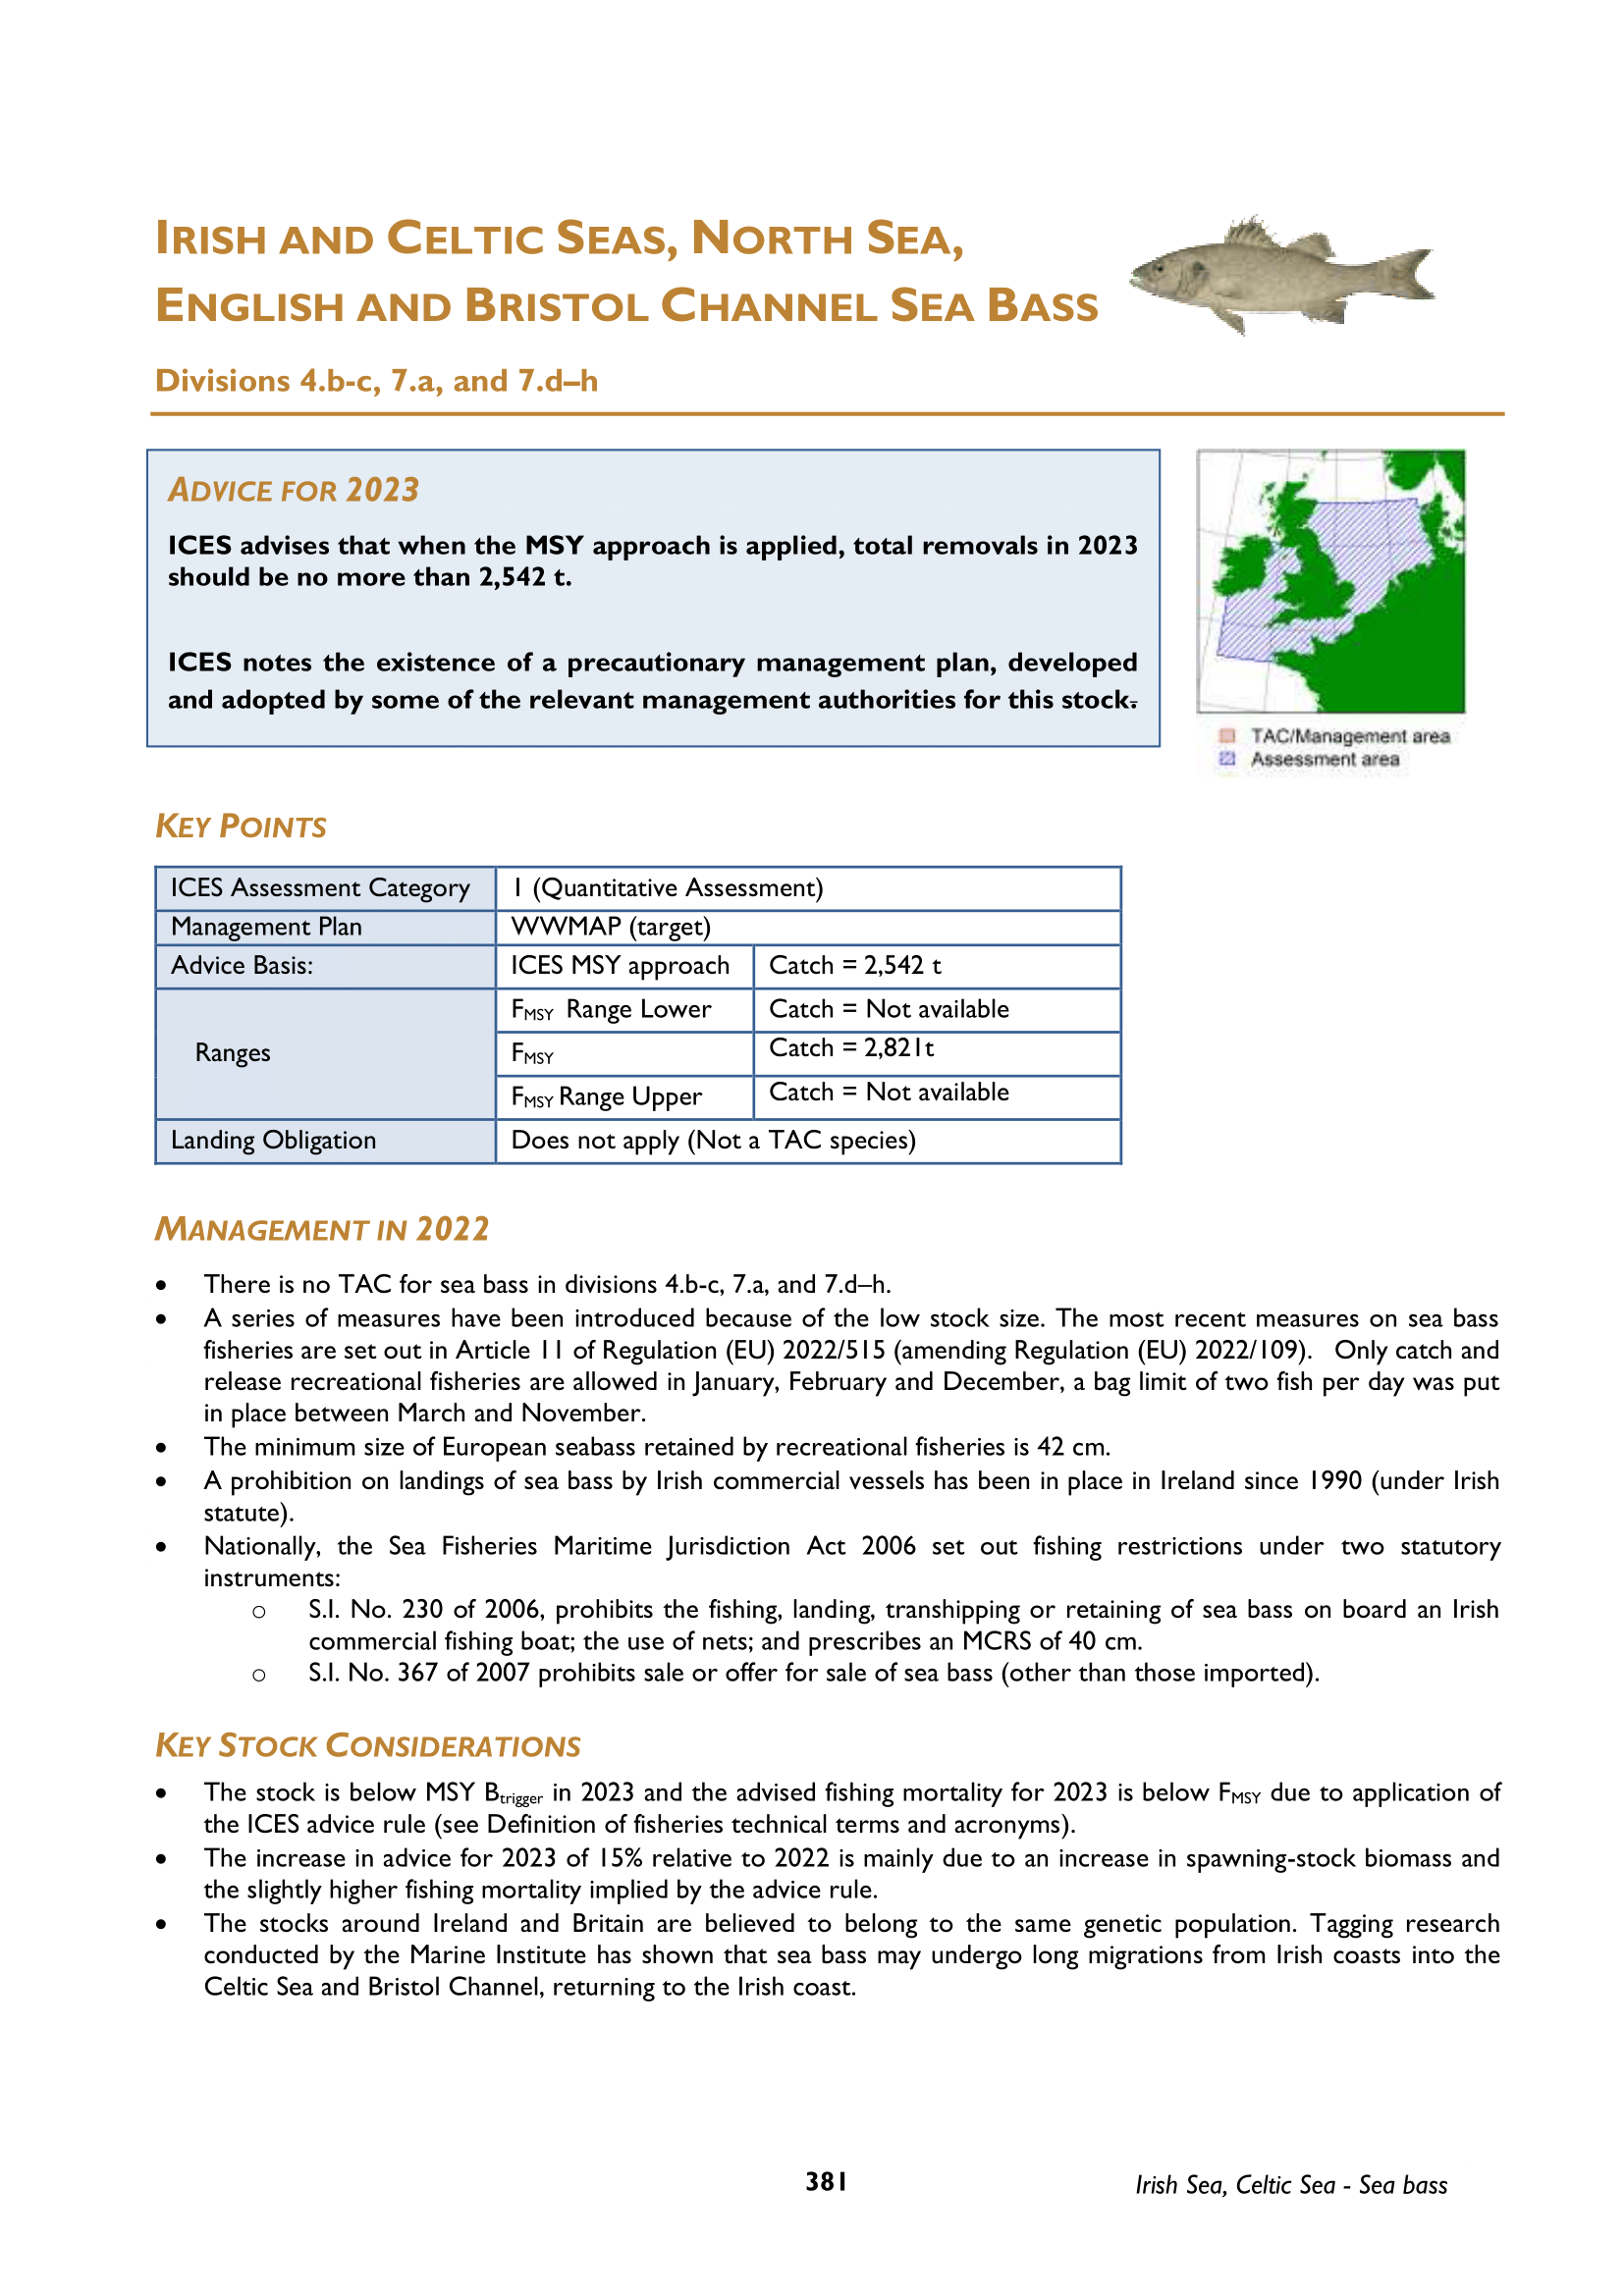 IRISH AND CELTIC SEAS, NORTH SEA,
ENGLISH AND BRISTOL CHANNEL SEA BASS
Divisions 4.b-c, 7.a, and 7.d–h
ADVICE FOR 2023
ICES advises that when the MSY approach is applied, total removals in 2023
should be no more than 2,542 t.
ICES notes the existence of a precautionary management plan, developed
and adopted by some of the relevant management authorities for this stock.
TAC/Management area
Assessment area
KEY POINTS
ICES Assessment Category 1 (Quantitative Assessment)
Management Plan WWMAP (target)
Advice Basis: ICES MSY approach Catch = 2,542 t
FMSY Range Lower Catch = Not available
Ranges FMSY Catch = 2,821t
FMSY Range Upper Catch = Not available
Landing Obligation Does not apply (Not a TAC species)
MANAGEMENT IN 2022
• There is no TAC for sea bass in divisions 4.b-c, 7.a, and 7.d–h.
• A series of measures have been introduced because of the low stock size. The most recent measures on sea bass
fisheries are set out in Article 11 of Regulation (EU) 2022/515 (amending Regulation (EU) 2022/109). Only catch and
release recreational fisheries are allowed in January, February and December, a bag limit of two fish per day was put
in place between March and November.
• The minimum size of European seabass retained by recreational fisheries is 42 cm.
• A prohibition on landings of sea bass by Irish commercial vessels has been in place in Ireland since 1990 (under Irish
statute).
• Nationally, the Sea Fisheries Maritime Jurisdiction Act 2006 set out fishing restrictions under two statutory
instruments:
o S.I. No. 230 of 2006, prohibits the fishing, landing, transhipping or retaining of sea bass on board an Irish
commercial fishing boat; the use of nets; and prescribes an MCRS of 40 cm.
o S.I. No. 367 of 2007 prohibits sale or offer for sale of sea bass (other than those imported).
KEY STOCK CONSIDERATIONS
• The stock is below MSY Btrigger in 2023 and the advised fishing mortality for 2023 is below FMSY due to application of
the ICES advice rule (see Definition of fisheries technical terms and acronyms).
• The increase in advice for 2023 of 15% relative to 2022 is mainly due to an increase in spawning-stock biomass and
the slightly higher fishing mortality implied by the advice rule.
• The stocks around Ireland and Britain are believed to belong to the same genetic population. Tagging research
conducted by the Marine Institute has shown that sea bass may undergo long migrations from Irish coasts into the
Celtic Sea and Bristol Channel, returning to the Irish coast.
381
Irish Sea, Celtic Sea - Sea bass